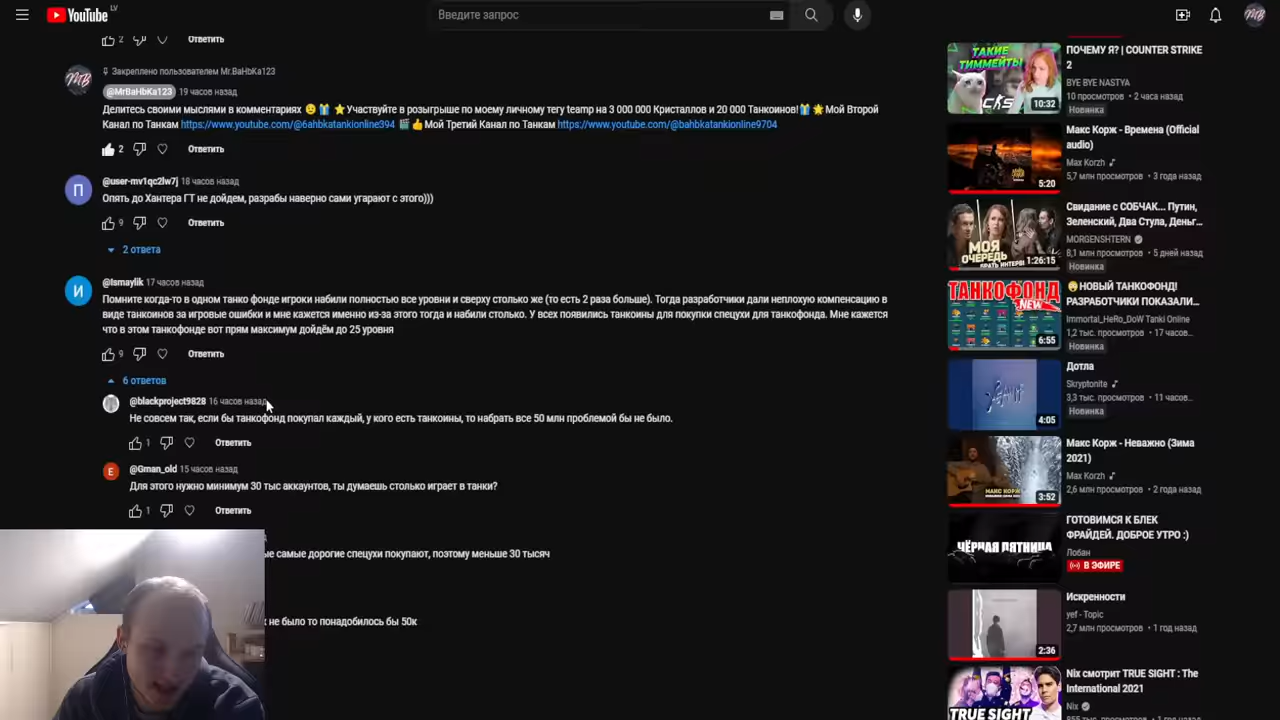 YouTube LV
Введите запрос
2 Ответить
Закреплено пользователем Mr.BaHbKa123
@MrBaHbKa123 19 часов назад
Делитесь своими мыслями в комментариях Участвуйте в розыгрыше по моему личному тегу teamp на 3 000 000 Кристаллов и 20 000 Танкоинов! Мой Второй
Канал по Танкам https://www.youtube.com/@6ahbkatankionline394 Мой Третий Канал по Танкам https://www.youtube.com/@bahbkatankionline9704
2 Ответить
П
@user-mv1qc2lw7j 18 часов назад
Опять до Хантера ГТ не дойдем, разрабы наверно сами угарают с этого)))
9 Ответить
2 ответа
И
@Ismaylik 17 часов назад
Помните когда-то в одном танко фонде игроки набили полностью все уровни и сверху столько же (то есть 2 раза больше). Тогда разработчики дали неплохую компенсацию в
виде танкоинов за игровые ошибки и мне кажется именно из-за этого тогда и набили столько. У всех появились танкоины для покупки спецухи для танкофонда. Мне кажется
что в этом танкофонде вот прям максимум дойдём до 25 уровня
9 Ответить
6 ответов
@blackproject9828 16 часов назад
Не совсем так, если бы танкофонд покупал каждый, у кого есть танкоины, то набрать все 50 млн проблемой бы не было.
1 Ответить
E
@Gman_old 15 часов назад
Для этого нужно минимум 30 тыс аккаунтов, ты думаешь столько играет в танки?
1 Ответить
самые дорогие спецухи покупают, поэтому меньше 30 тысяч
не было то понадобилось бы 50к
ТАКИЕ
ТИММЕЙТЫ
10:32
ПОЧЕМУ Я? | COUNTER STRIKE
2
BYE BYE NASTYA
10 просмотров • 2 часа назад
Новинка
5:20
Макс Корж - Времена (Official
audio)
Max Korzh
5,7 млн просмотров • 3 года назад
МОЯ
ОЧЕРЕДЬ
БРАТЬ ИНТЕРВЬЮ
1:26:15
Свидание с СОБЧАК... Путин,
Зеленский, Два Стула, Деньг...
MORGENSHTERN
8,1 млн просмотров • 5 дней назад
Новинка
ТАНКОФОНД
NEW
6:55
НОВЫЙ ТАНКОФОНД!
РАЗРАБОТЧИКИ ПОКАЗАЛИ...
Immortal_HeRo_DoW Tanki Online
1,2 тыс. просмотров • 17 часов...
Новинка
4:05
Дотла
Skryptonite
3,3 тыс. просмотров • 11 часов...
Новинка
МАКС КОРЖ
3:52
Макс Корж - Неважно (Зима
2021)
Max Korzh
2,6 млн просмотров • 2 года назад
ЧЁРНАЯ ПЯТНИЦА
ГОТОВИМСЯ К БЛЕК
ФРАЙДЕЙ. ДОБРОЕ УТРО :)
Лобан
В ЭФИРЕ
2:36
Искренности
yef - Topic
2,7 млн просмотров • 1 год назад
TRUE SIGHT
Nix смотрит TRUE SIGHT : The
International 2021
Nix